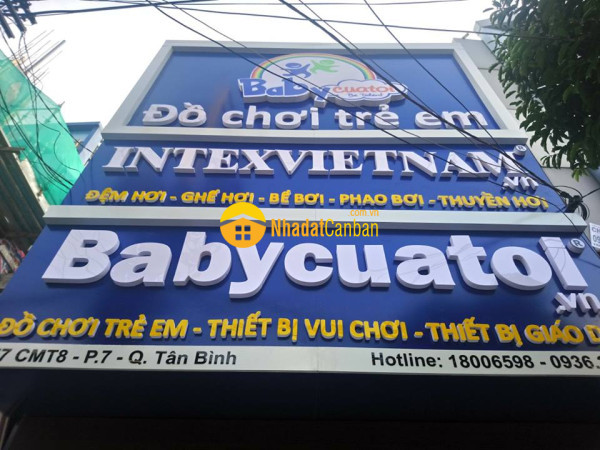 Babycuatoi
Đồ chơi trẻ em
INTEXVIETNAM®.vn
ĐỆM HƠI - GHẾ HƠI - BỂ BƠI - PHAO BƠI - THUYỀN HƠI
.com.vn
NhadatCanban
Babycuatoi®.vn
ĐỒ CHƠI TRẺ EM - THIẾT BỊ VUI CHƠI - THIẾT BỊ GIÁO D
7 CMT8 - P.7 - Q. Tân Bình Hotline: 18006598 - 0936.